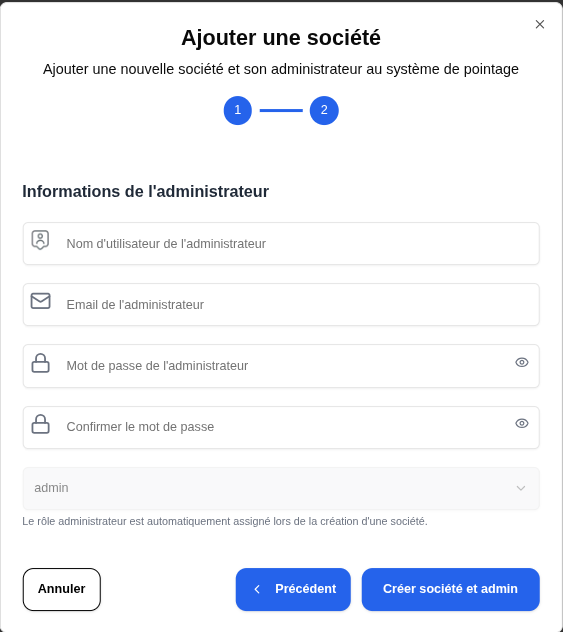 Ajouter une société
Ajouter une nouvelle société et son administrateur au système de pointage
1 2
Informations de l'administrateur
Nom d'utilisateur de l'administrateur
Email de l'administrateur
Mot de passe de l'administrateur
Confirmer le mot de passe
admin
Le rôle administrateur est automatiquement assigné lors de la création d'une société.
Annuler Précédent Créer société et admin